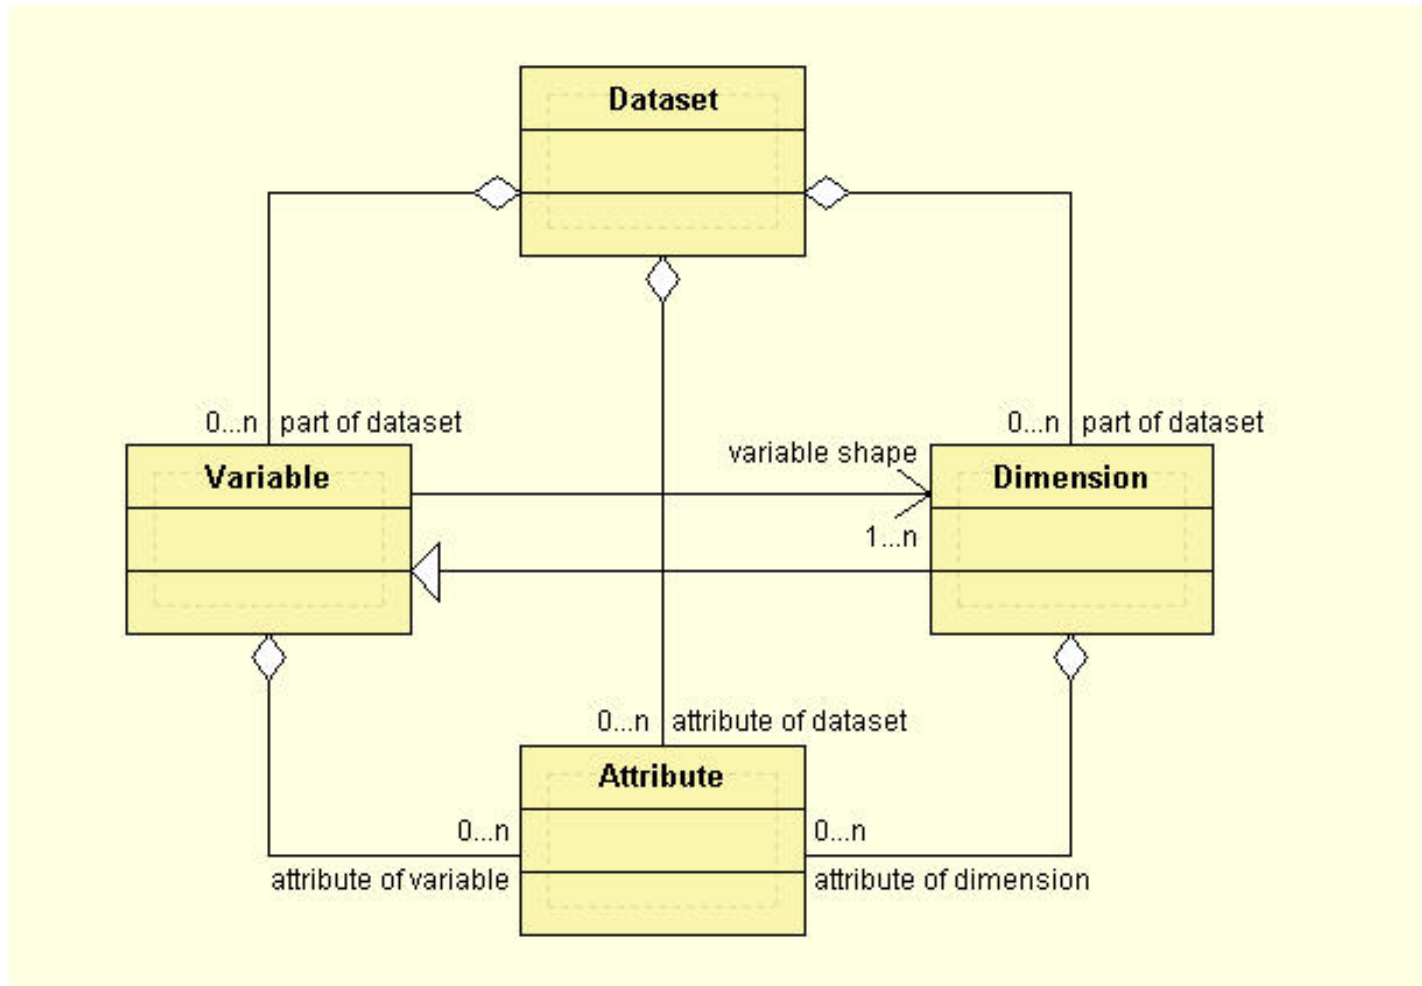 Dataset
0...n part of dataset
0...n part of dataset
variable shape
Variable
Dimension
1...n
0...n attribute of dataset
Attribute
0...n
0...n
attribute of variable
attribute of dimension